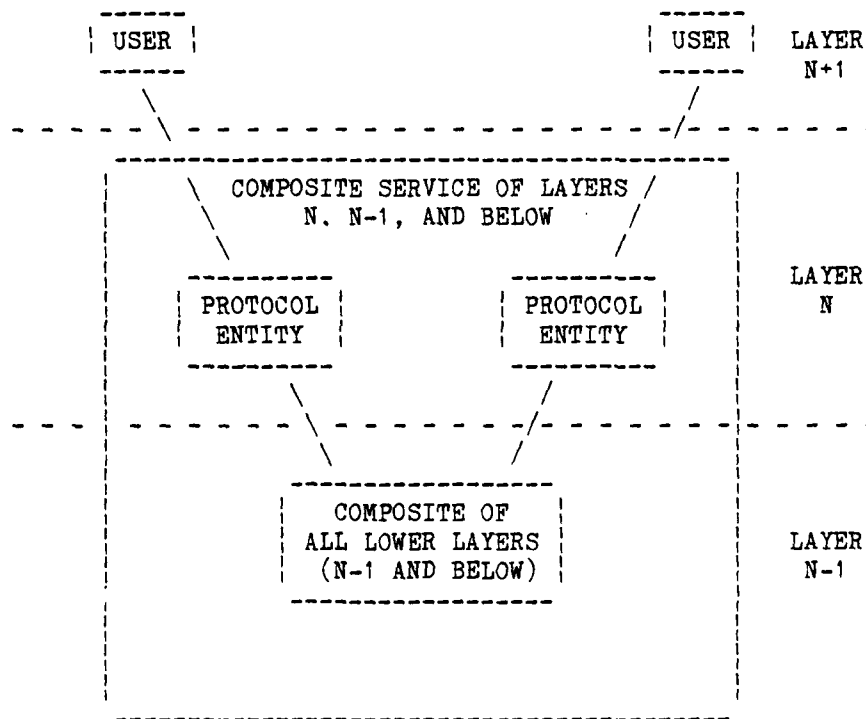 USER
USER
LAYER
N+1
COMPOSITE SERVICE OF LAYERS
N. N-1, AND BELOW
PROTOCOL
ENTITY
PROTOCOL
ENTITY
LAYER
N
COMPOSITE OF
ALL LOWER LAYERS
(N-1 AND BELOW)
LAYER
N-1